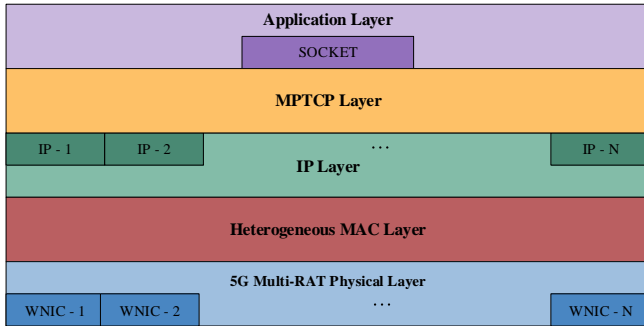 Application Layer
SOCKET
MPTCP Layer
IP - 1 IP - 2 ... IP - N
IP Layer
Heterogeneous MAC Layer
5G Multi-RAT Physical Layer
WNIC - 1 WNIC - 2 ... WNIC - N